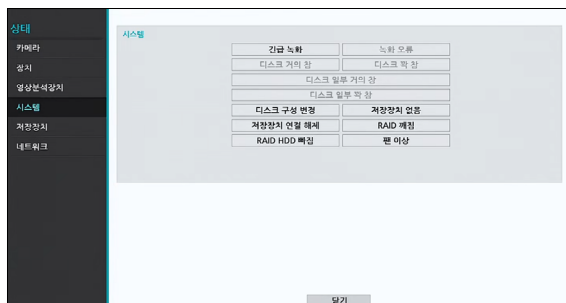 상태
카메라
장치
영상분석장치
시스템
저장장치
네트워크
시스템
긴급 녹화 녹화 오류
디스크 거의 참 디스크 꽉 참
디스크 일부 거의 참
디스크 일부 꽉 참
디스크 구성 변경 저장장치 없음
저장장치 연결 해제 RAID 깨짐
RAID HDD 빠짐 팬 이상
닫기